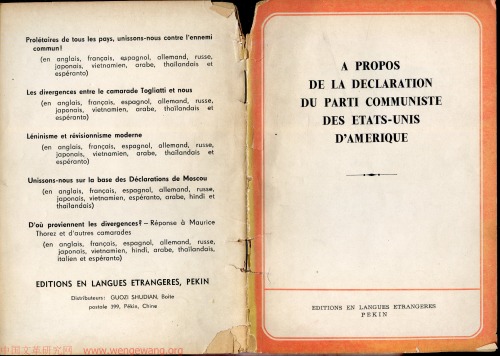 Prolétaires de tous les pays, unissons-nous contre l'ennemi
commun!
(en anglais, français, espagnol, allemand, russe,
japonais, vietnamien, arabe, thaïlandais et
espéranto)
Les divergences entre le camarade Togliatti et nous
(en anglais, français, espagnol, allemand, russe,
japonais, vietnamien, arabe, thaïlandais et
espéranto)
Léninisme et révisionnisme moderne
(en anglais, français, espagnol, allemand, russe,
japonais, vietnamien, arabe, thaïlandais et
espéranto)
Unissons-nous sur la base des Déclarations de Moscou
(en anglais, français, espagnol, allemand, russe,
japonais, vietnamien, espéranto, arabe, hindi et
thaïlandais)
D'où proviennent les divergences? — Réponse à Maurice
Thorez et d'autres camarades
(en anglais, français, espagnol, allemand, russe,
japonais, vietnamien, hindi, arabe, thaïlandais,
italien et espéranto)
EDITIONS EN LANGUES ETRANGERES, PEKIN
Distributeurs: GUOZI SHUDIAN, Boîte
postale 399, Pékin, Chine
中国文革研究网 www.wengewang.org
A PROPOS
DE LA DECLARATION
DU PARTI COMMUNISTE
DES ETATS-UNIS
D'AMERIQUE
EDITIONS EN LANGUES ETRANGERES
PEKIN